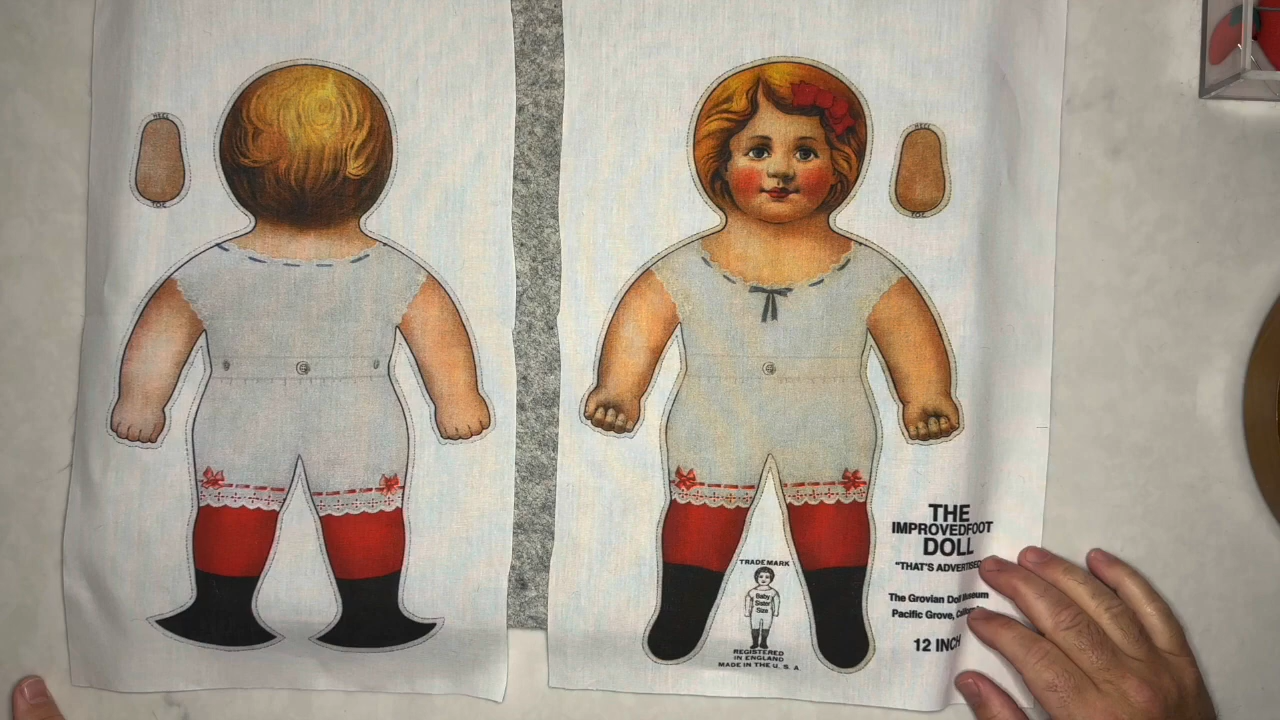 HEEL
TOE
HEEL
TOE
THE
IMPROVEDFOOT
DOLL
"THAT'S ADVERTISED
The Grovian Doll Museum
Pacific Grove,
12 INCH
TRADE MARK
Baby
Sister
Size
REGISTERED
IN ENGLAND
MADE IN THE U. S. A